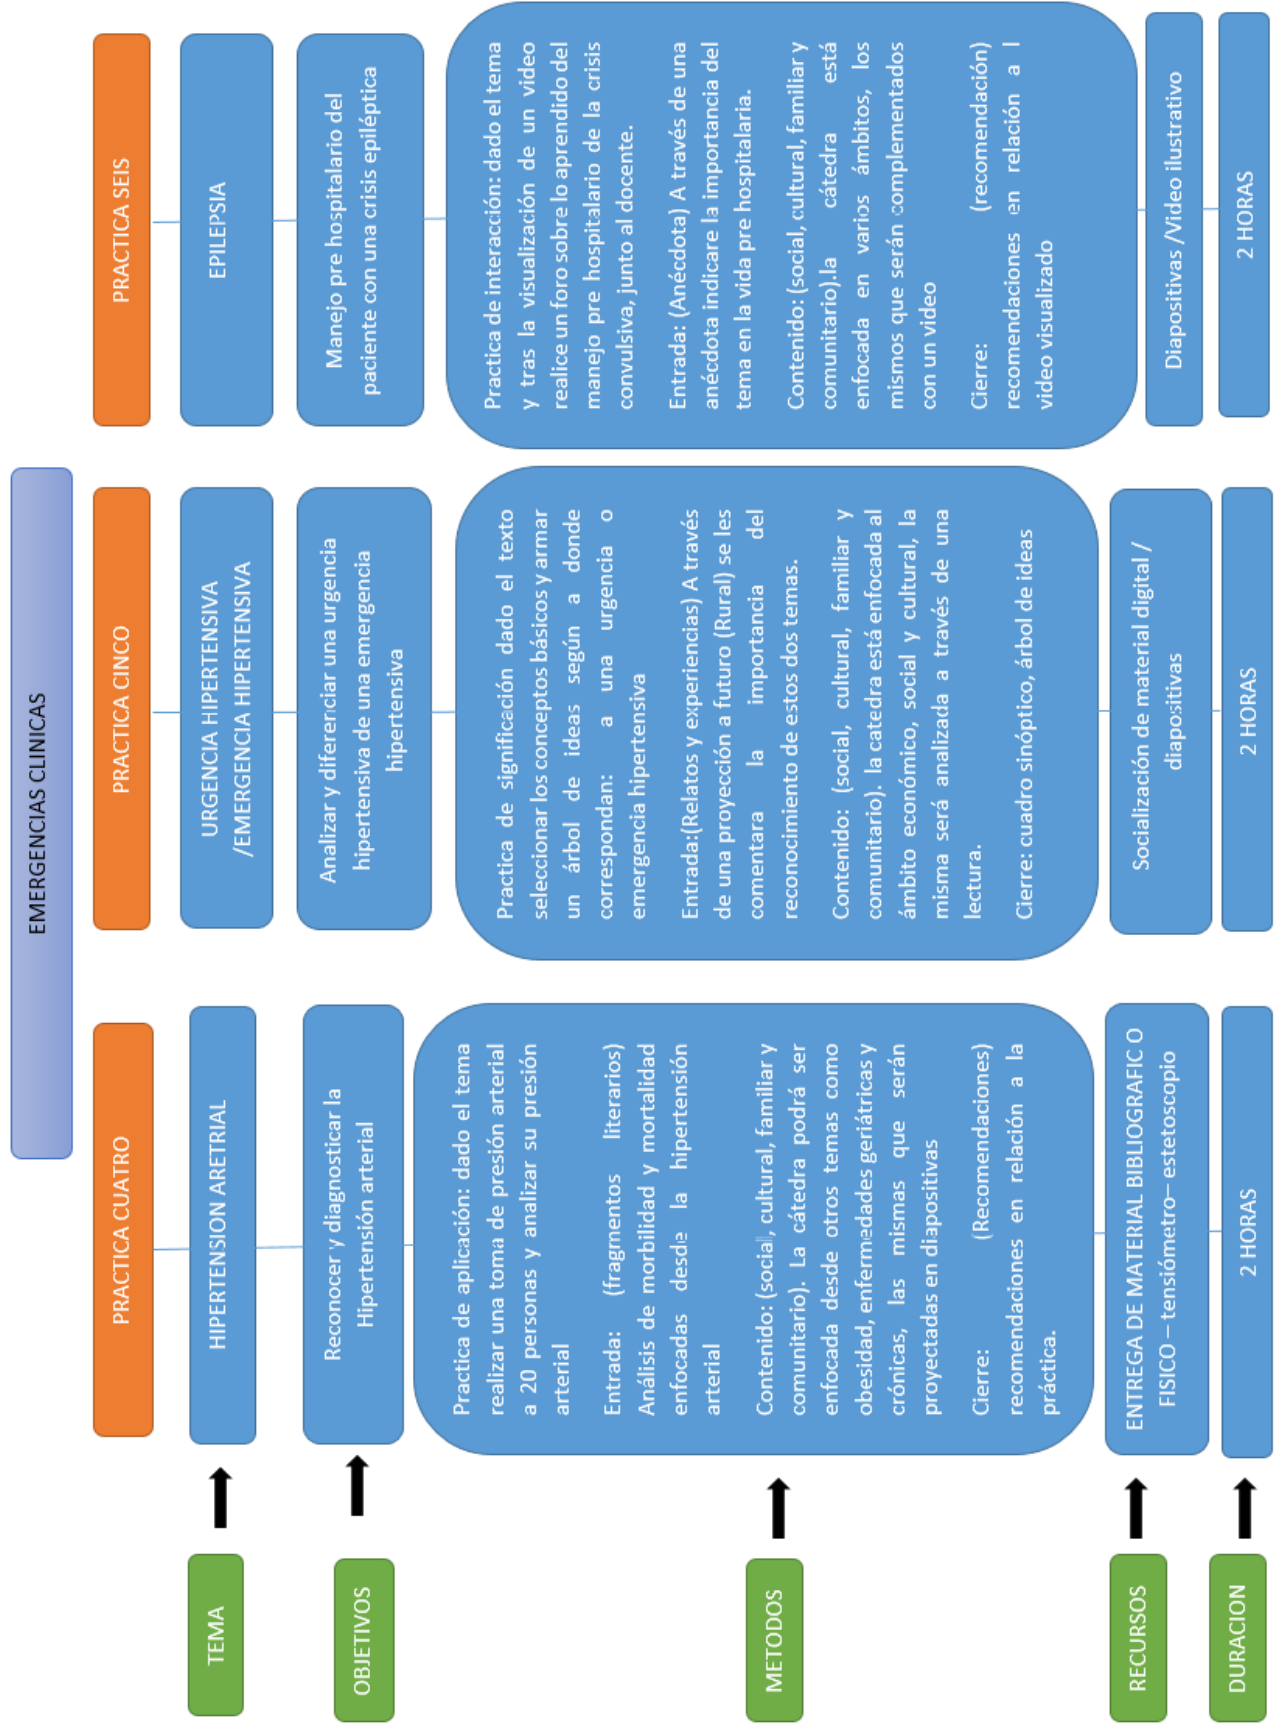 EMERGENCIAS CLINICAS
PRACTICA CUATRO
PRACTICA CINCO
PRACTICA SEIS
TEMA
HIPERTENSION ARETRIAL
URGENCIA HIPERTENSIVA
/EMERGENCIA HIPERTENSIVA
EPILEPSIA
OBJETIVOS
Reconocer y diagnosticar la
Hipertensión arterial
Analizar y diferenciar una urgencia
hipertensiva de una emergencia
hipertensiva
Manejo pre hospitalario del
paciente con una crisis epiléptica
METODOS
Practica de aplicación: dado el tema
realizar una toma de presión arterial
a 20 personas y analizar su presión
arterial
Entrada: (fragmentos literarios)
Análisis de morbilidad y mortalidad
enfocadas desde la hipertensión
arterial
Contenido: (social, cultural, familiar y
comunitario). La cátedra podrá ser
enfocada desde otros temas como
obesidad, enfermedades geriátricas y
crónicas, las mismas que serán
proyectadas en diapositivas
Cierre: (Recomendaciones)
recomendaciones en relación a la
práctica.
Practica de significación dado el texto
seleccionar los conceptos básicos y armar
un árbol de ideas según a donde
correspondan: a una urgencia o
emergencia hipertensiva
Entrada:(Relatos y experiencias) A través
de una proyección a futuro (Rural) se les
comentara la importancia del
reconocimiento de estos dos temas.
Contenido: (social, cultural, familiar y
comunitario). la catedra está enfocada al
ámbito económico, social y cultural, la
misma será analizada a través de una
lectura.
Cierre: cuadro sinóptico, árbol de ideas
Practica de interacción: dado el tema
y tras la visualización de un video
realice un foro sobre lo aprendido del
manejo pre hospitalario de la crisis
convulsiva, junto al docente.
Entrada: (Anécdota) A través de una
anécdota indicare la importancia del
tema en la vida pre hospitalaria.
Contenido: (social, cultural, familiar y
comunitario).la cátedra está
enfocada en varios ámbitos, los
mismos que serán complementados
con un video
Cierre: (recomendación)
recomendaciones en relación a l
video visualizado
RECURSOS
ENTREGA DE MATERIAL BIBLIOGRAFIC O
FISICO – tensiómetro– estetoscopio
Socialización de material digital /
diapositivas
Diapositivas /Video ilustrativo
DURACION
2 HORAS
2 HORAS
2 HORAS